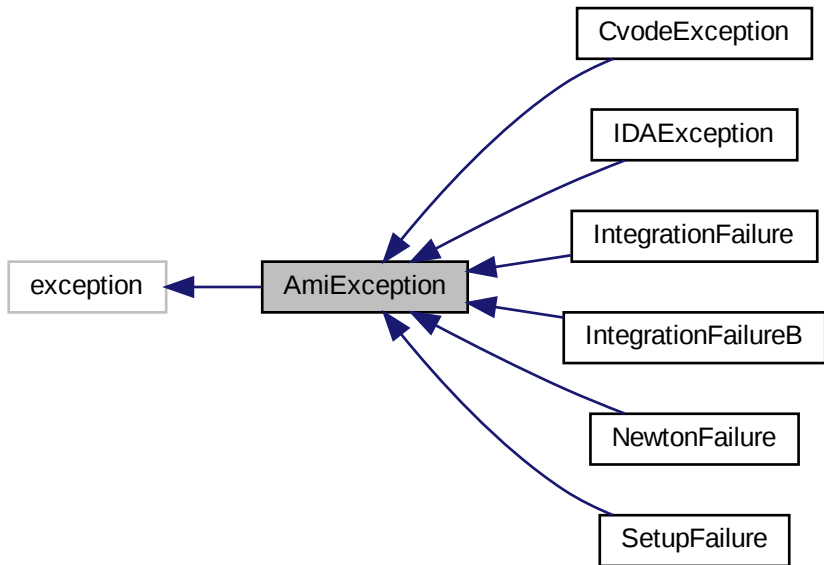 CvodeException
IDAException
IntegrationFailure
exception
AmiException
IntegrationFailureB
NewtonFailure
SetupFailure